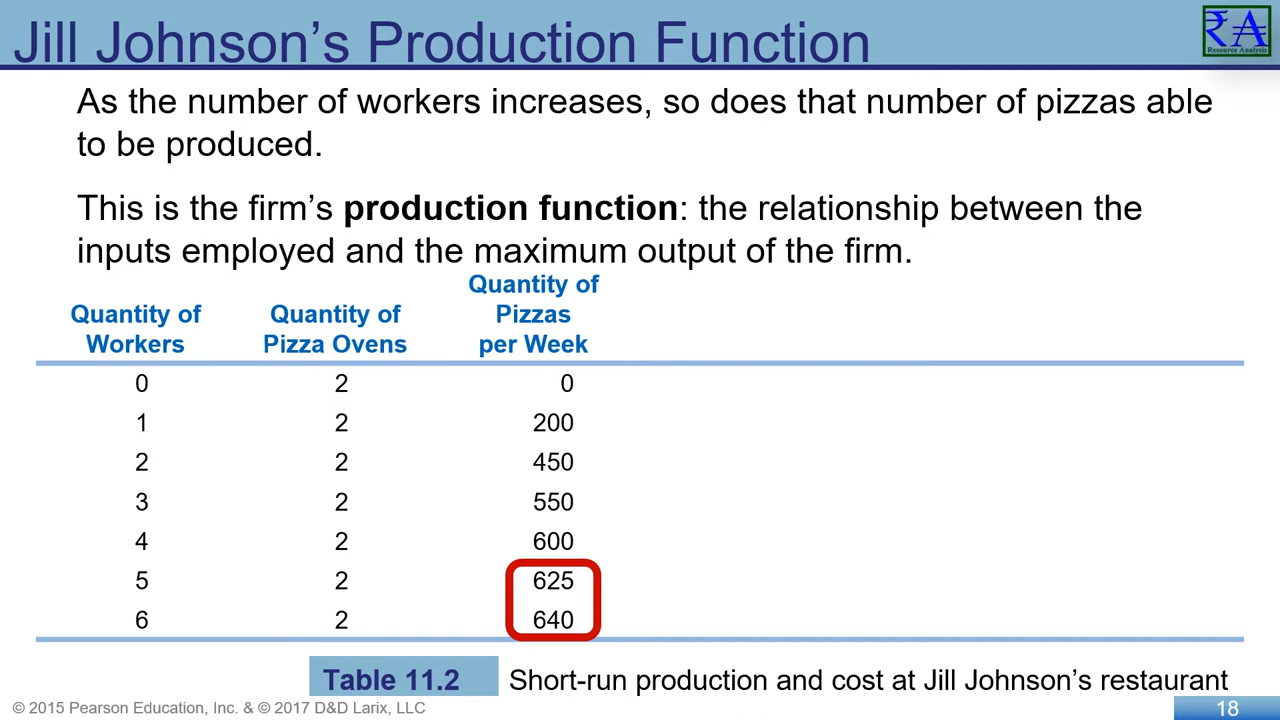 Jill Johnson’s Production Function
₹A
Resource Analysis
As the number of workers increases, so does that number of pizzas able
to be produced.
This is the firm’s production function: the relationship between the
inputs employed and the maximum output of the firm.
Quantity of Workers Quantity of Pizza Ovens Quantity of Pizzas per Week
0 2 0
1 2 200
2 2 450
3 2 550
4 2 600
5 2 625
6 2 640
Table 11.2 Short-run production and cost at Jill Johnson’s restaurant
© 2015 Pearson Education, Inc. & © 2017 D&D Larix, LLC 18